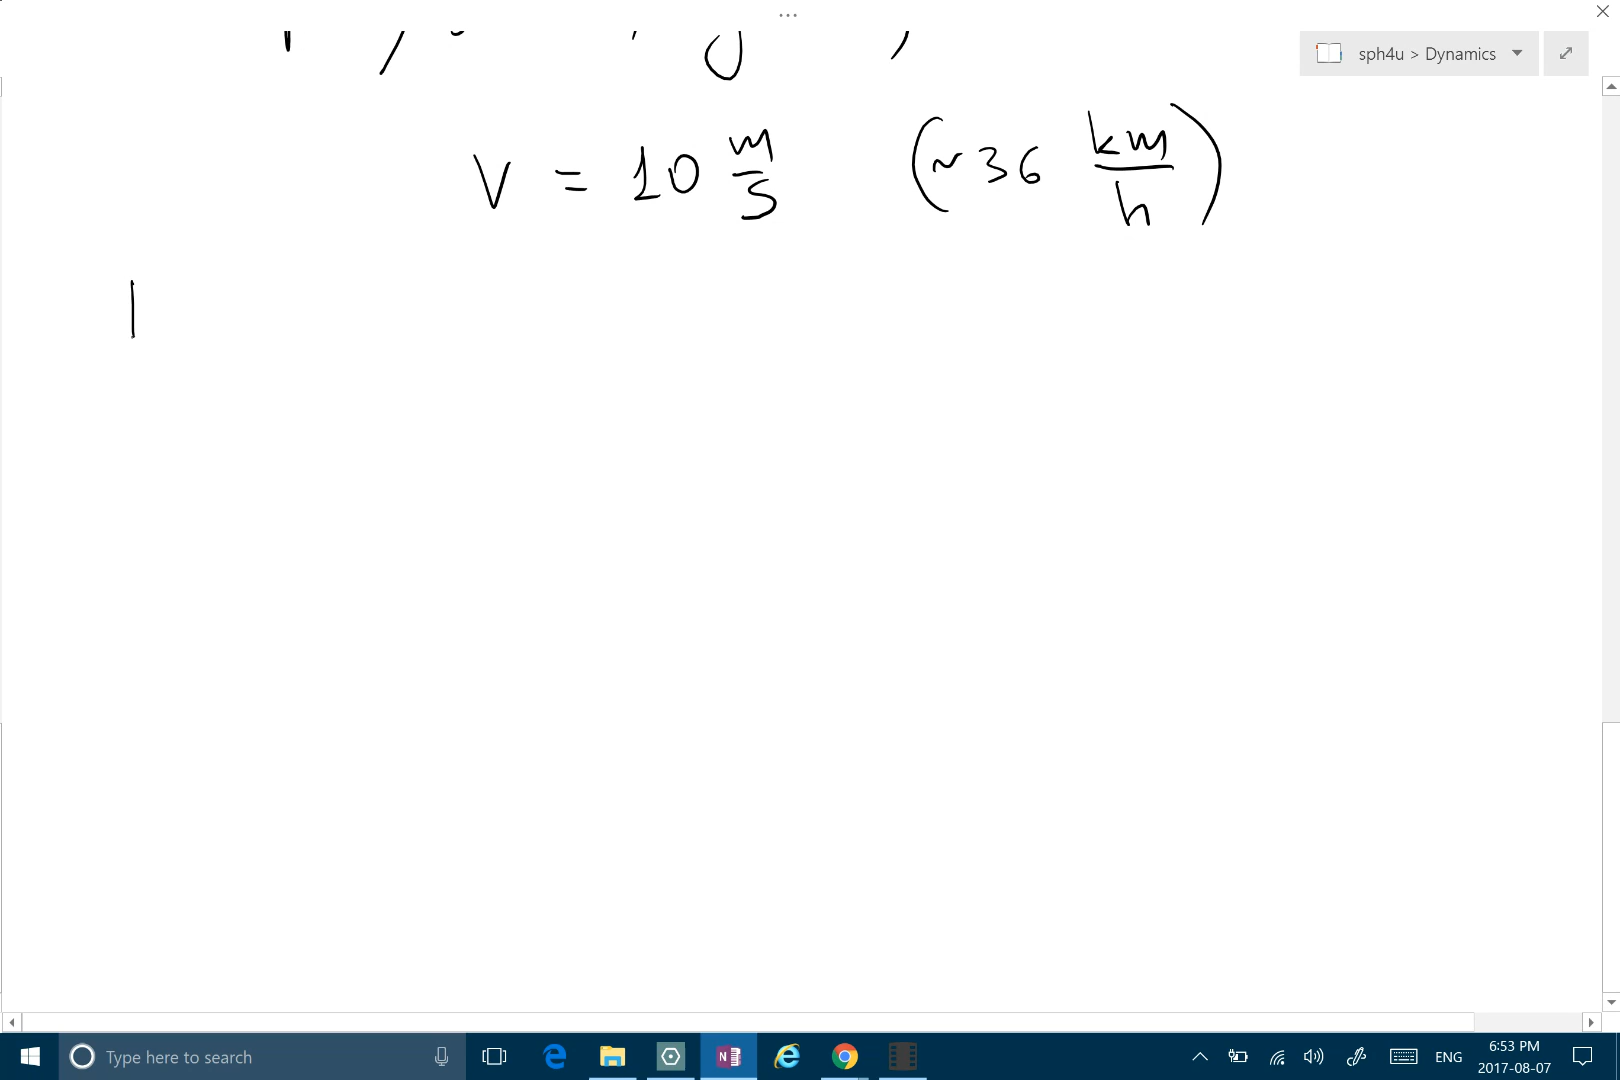 sph4u > Dynamics
V = 10 m/s (~36 km/h)
Type here to search
ENG
6:53 PM
2017-08-07